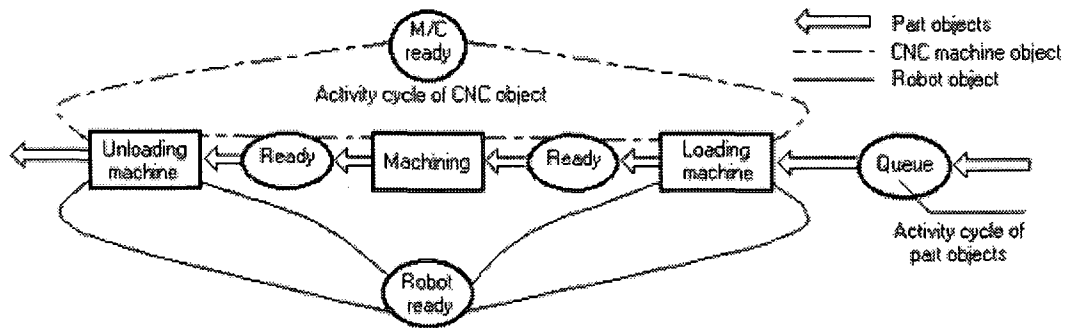 M/C
ready
Part objects
CNC machine object
Robot object
Activity cycle of CNC object
Unloading
machine
Ready
Machining
Ready
Loading
machine
Queue
Activity cycle of
part objects
Robot
ready